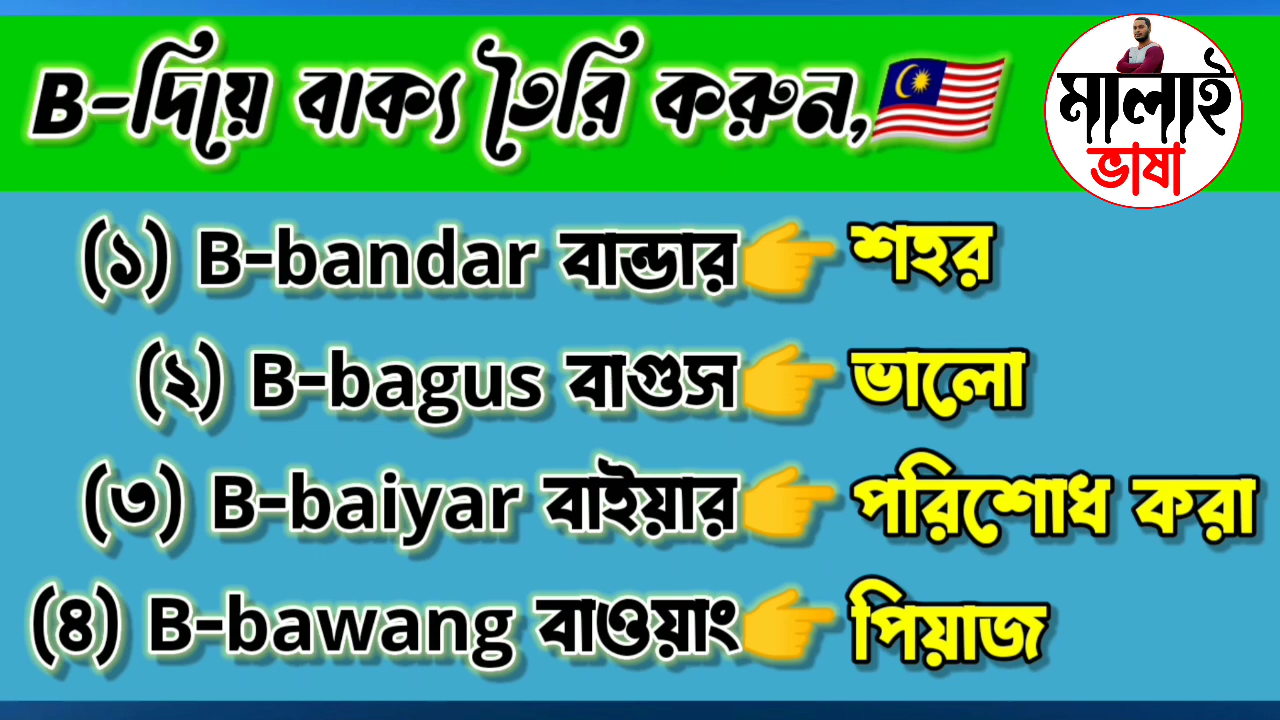 B-দিয়ে বাক্য তৈরি করুন,
মালাই
ভাষা
(১) B-bandar বান্ডার শহর
(২) B-bagus বাগুস ভালো
(৩) B-baiyar বাইয়ার পরিশোধ করা
(৪) B-bawang বাওয়াং পিয়াজ